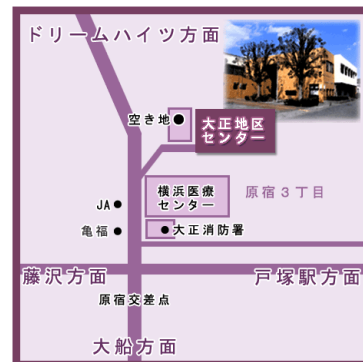 ドリームハイツ方面
空き地
大正地区
センター
横浜医療
センター
原宿3丁目
JA
亀福
大正消防署
藤沢方面
戸塚駅方面
原宿交差点
大船方面